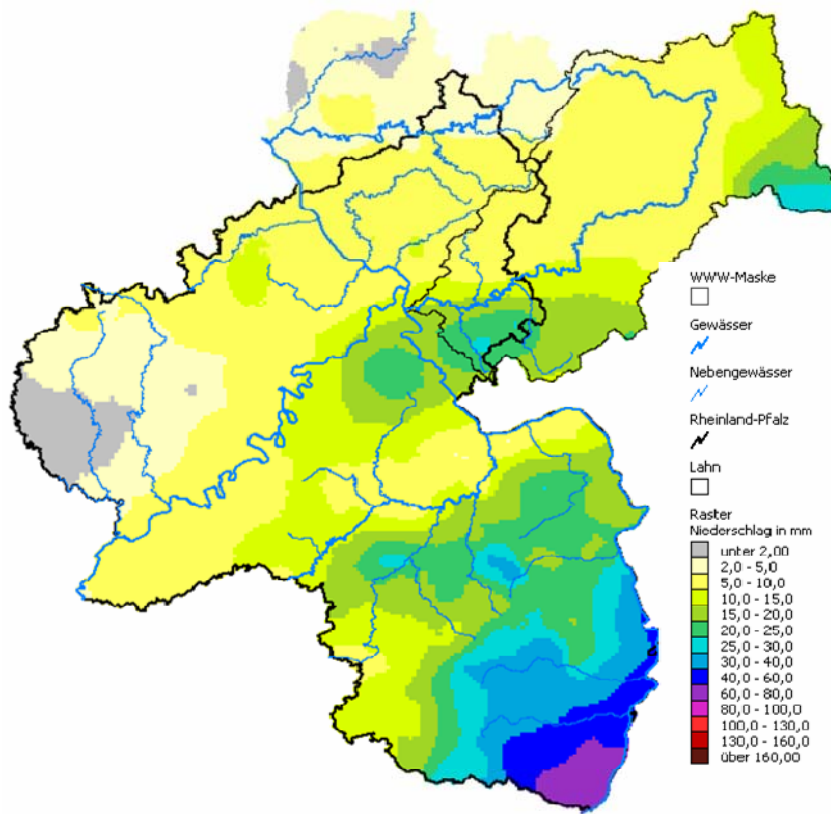 WWW-Maske
Gewässer
Nebengewässer
Rheinland-Pfalz
Lahn
Raster
Niederschlag in mm
unter 2,00
2,0 - 5,0
5,0 - 10,0
10,0 - 15,0
15,0 - 20,0
20,0 - 25,0
25,0 - 30,0
30,0 - 40,0
40,0 - 60,0
60,0 - 80,0
80,0 - 100,0
100,0 - 130,0
130,0 - 160,0
über 160,00